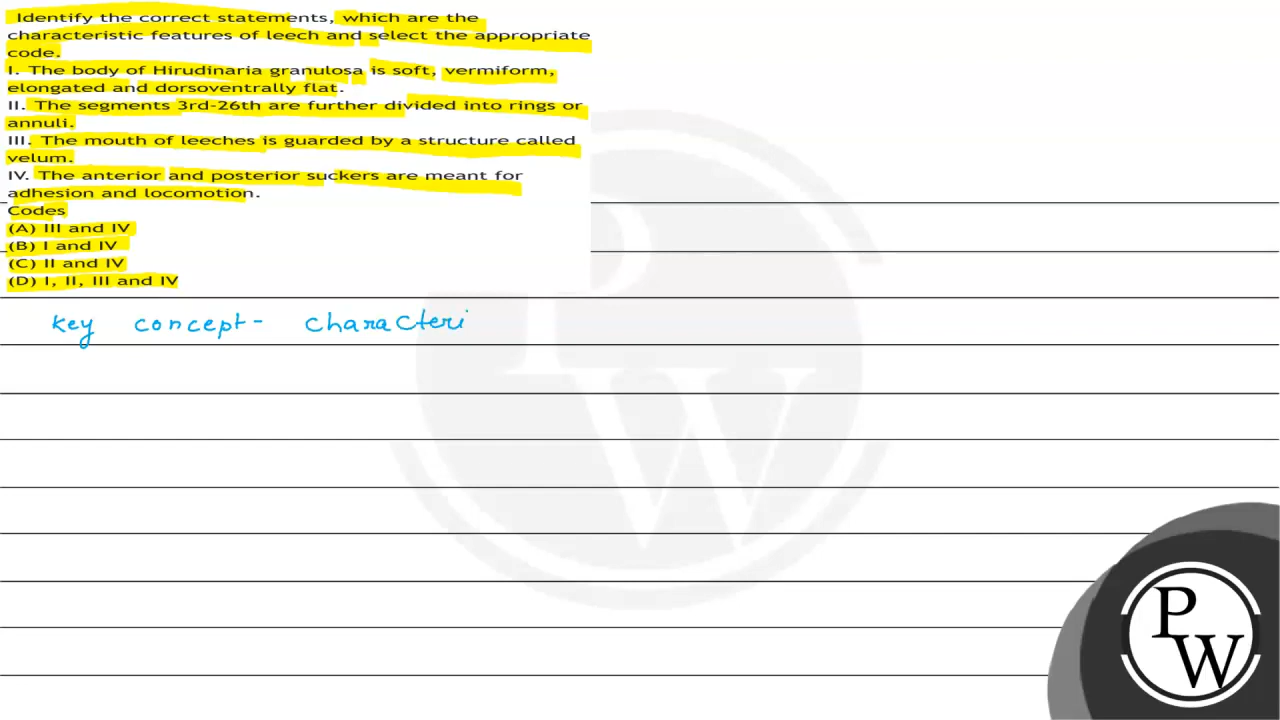 Identify the correct statements, which are the
characteristic features of leech and select the appropriate
code.
I. The body of Hirudinaria granulosa is soft, vermiform,
elongated and dorsoventrally flat.
II. The segments 3rd-26th are further divided into rings or
annuli.
III. The mouth of leeches is guarded by a structure called
velum.
IV. The anterior and posterior suckers are meant for
adhesion and locomotion.
Codes
(A) III and IV
(B) I and IV
(C) II and IV
(D) I, II, III and IV
key concept- characteri
P
W
P
W